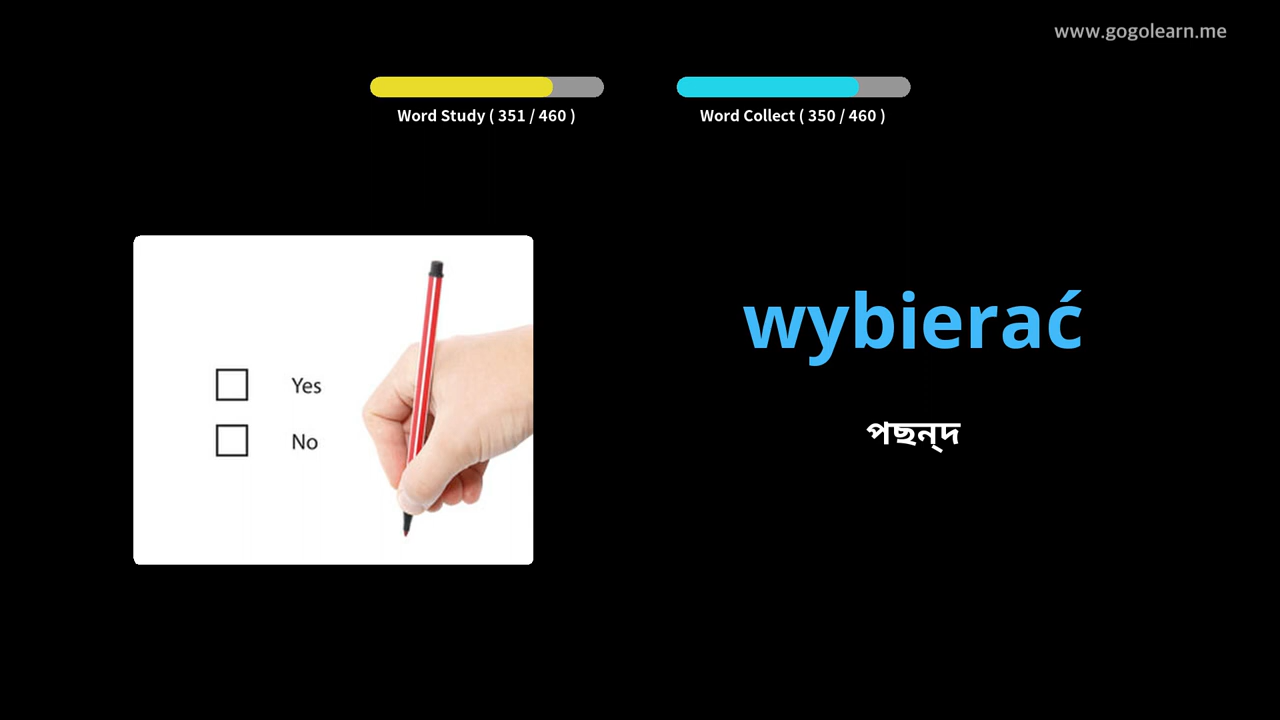 www.gogolearn.me
Word Study ( 351 / 460 )
Word Collect ( 350 / 460 )
Yes
No
wybierać
পছন্দ